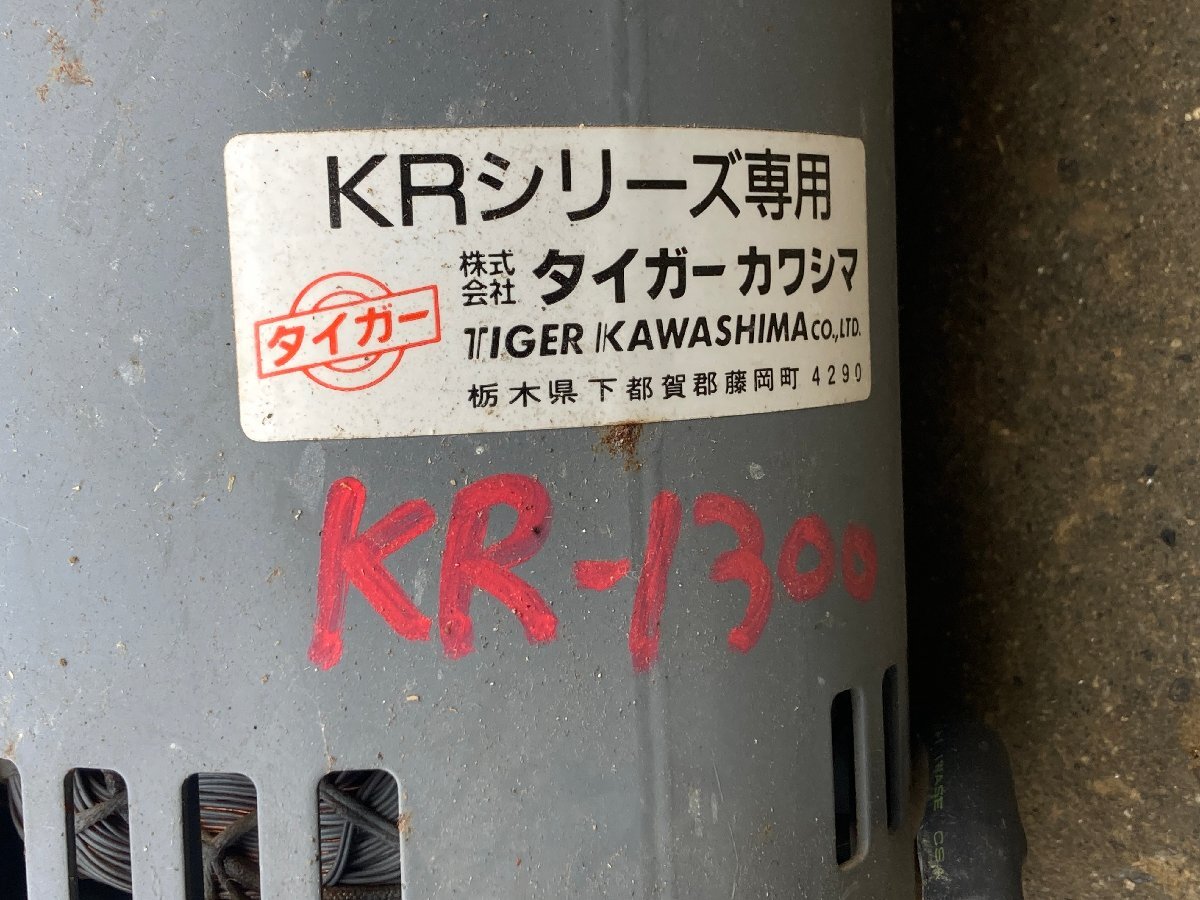 KRシリーズ専用
タイガー
株式会社 タイガーカワシマ
TIGER KAWASHIMA CO.,LTD.
栃木県下都賀郡藤岡町4290
KR-1300